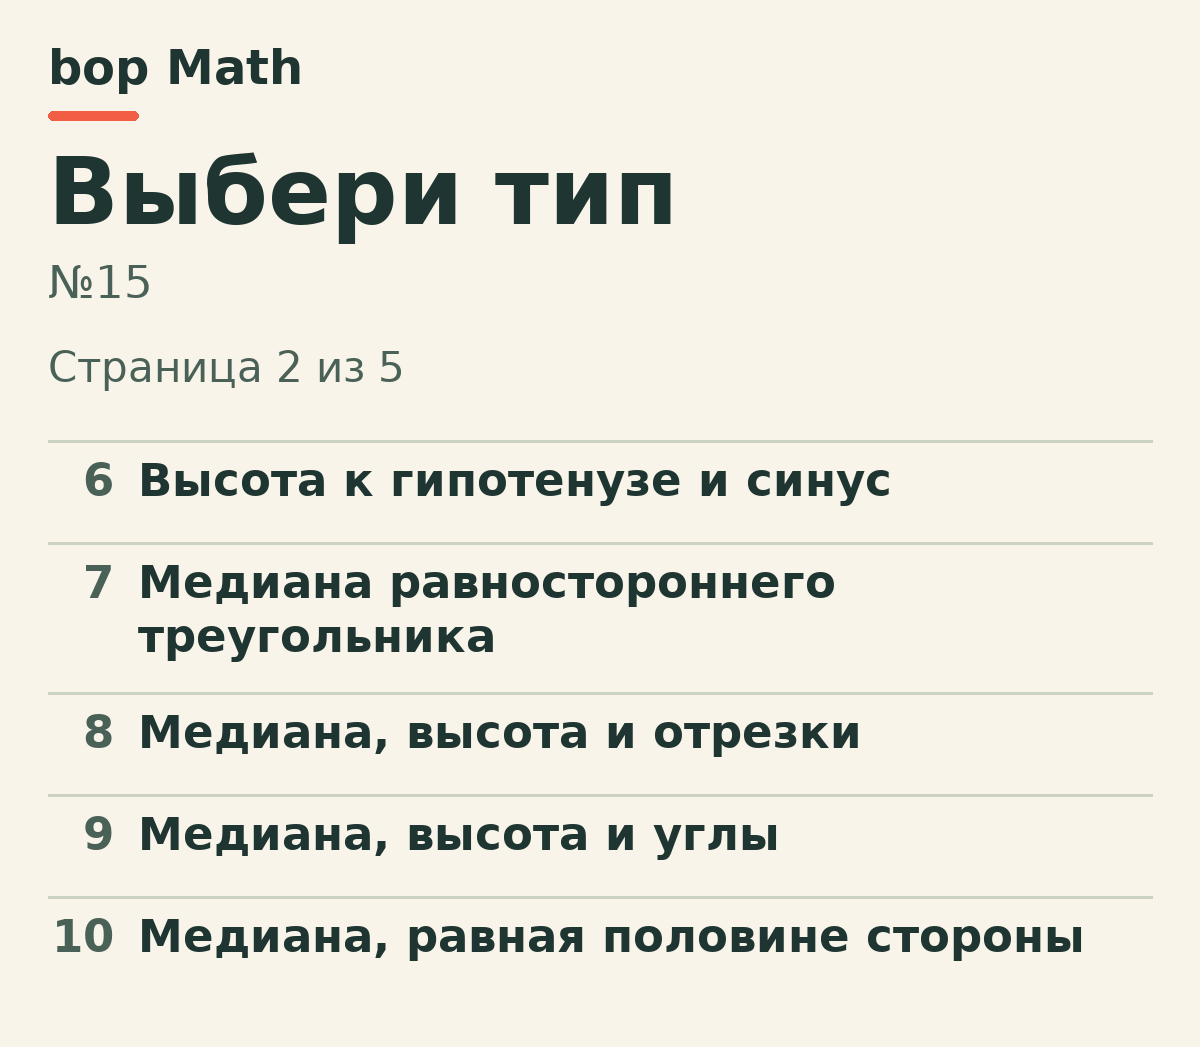 bop Math
Выбери тип
№15
Страница 2 из 5
6 Высота к гипотенузе и синус
7 Медиана равностороннего
треугольника
8 Медиана, высота и отрезки
9 Медиана, высота и углы
10 Медиана, равная половине стороны